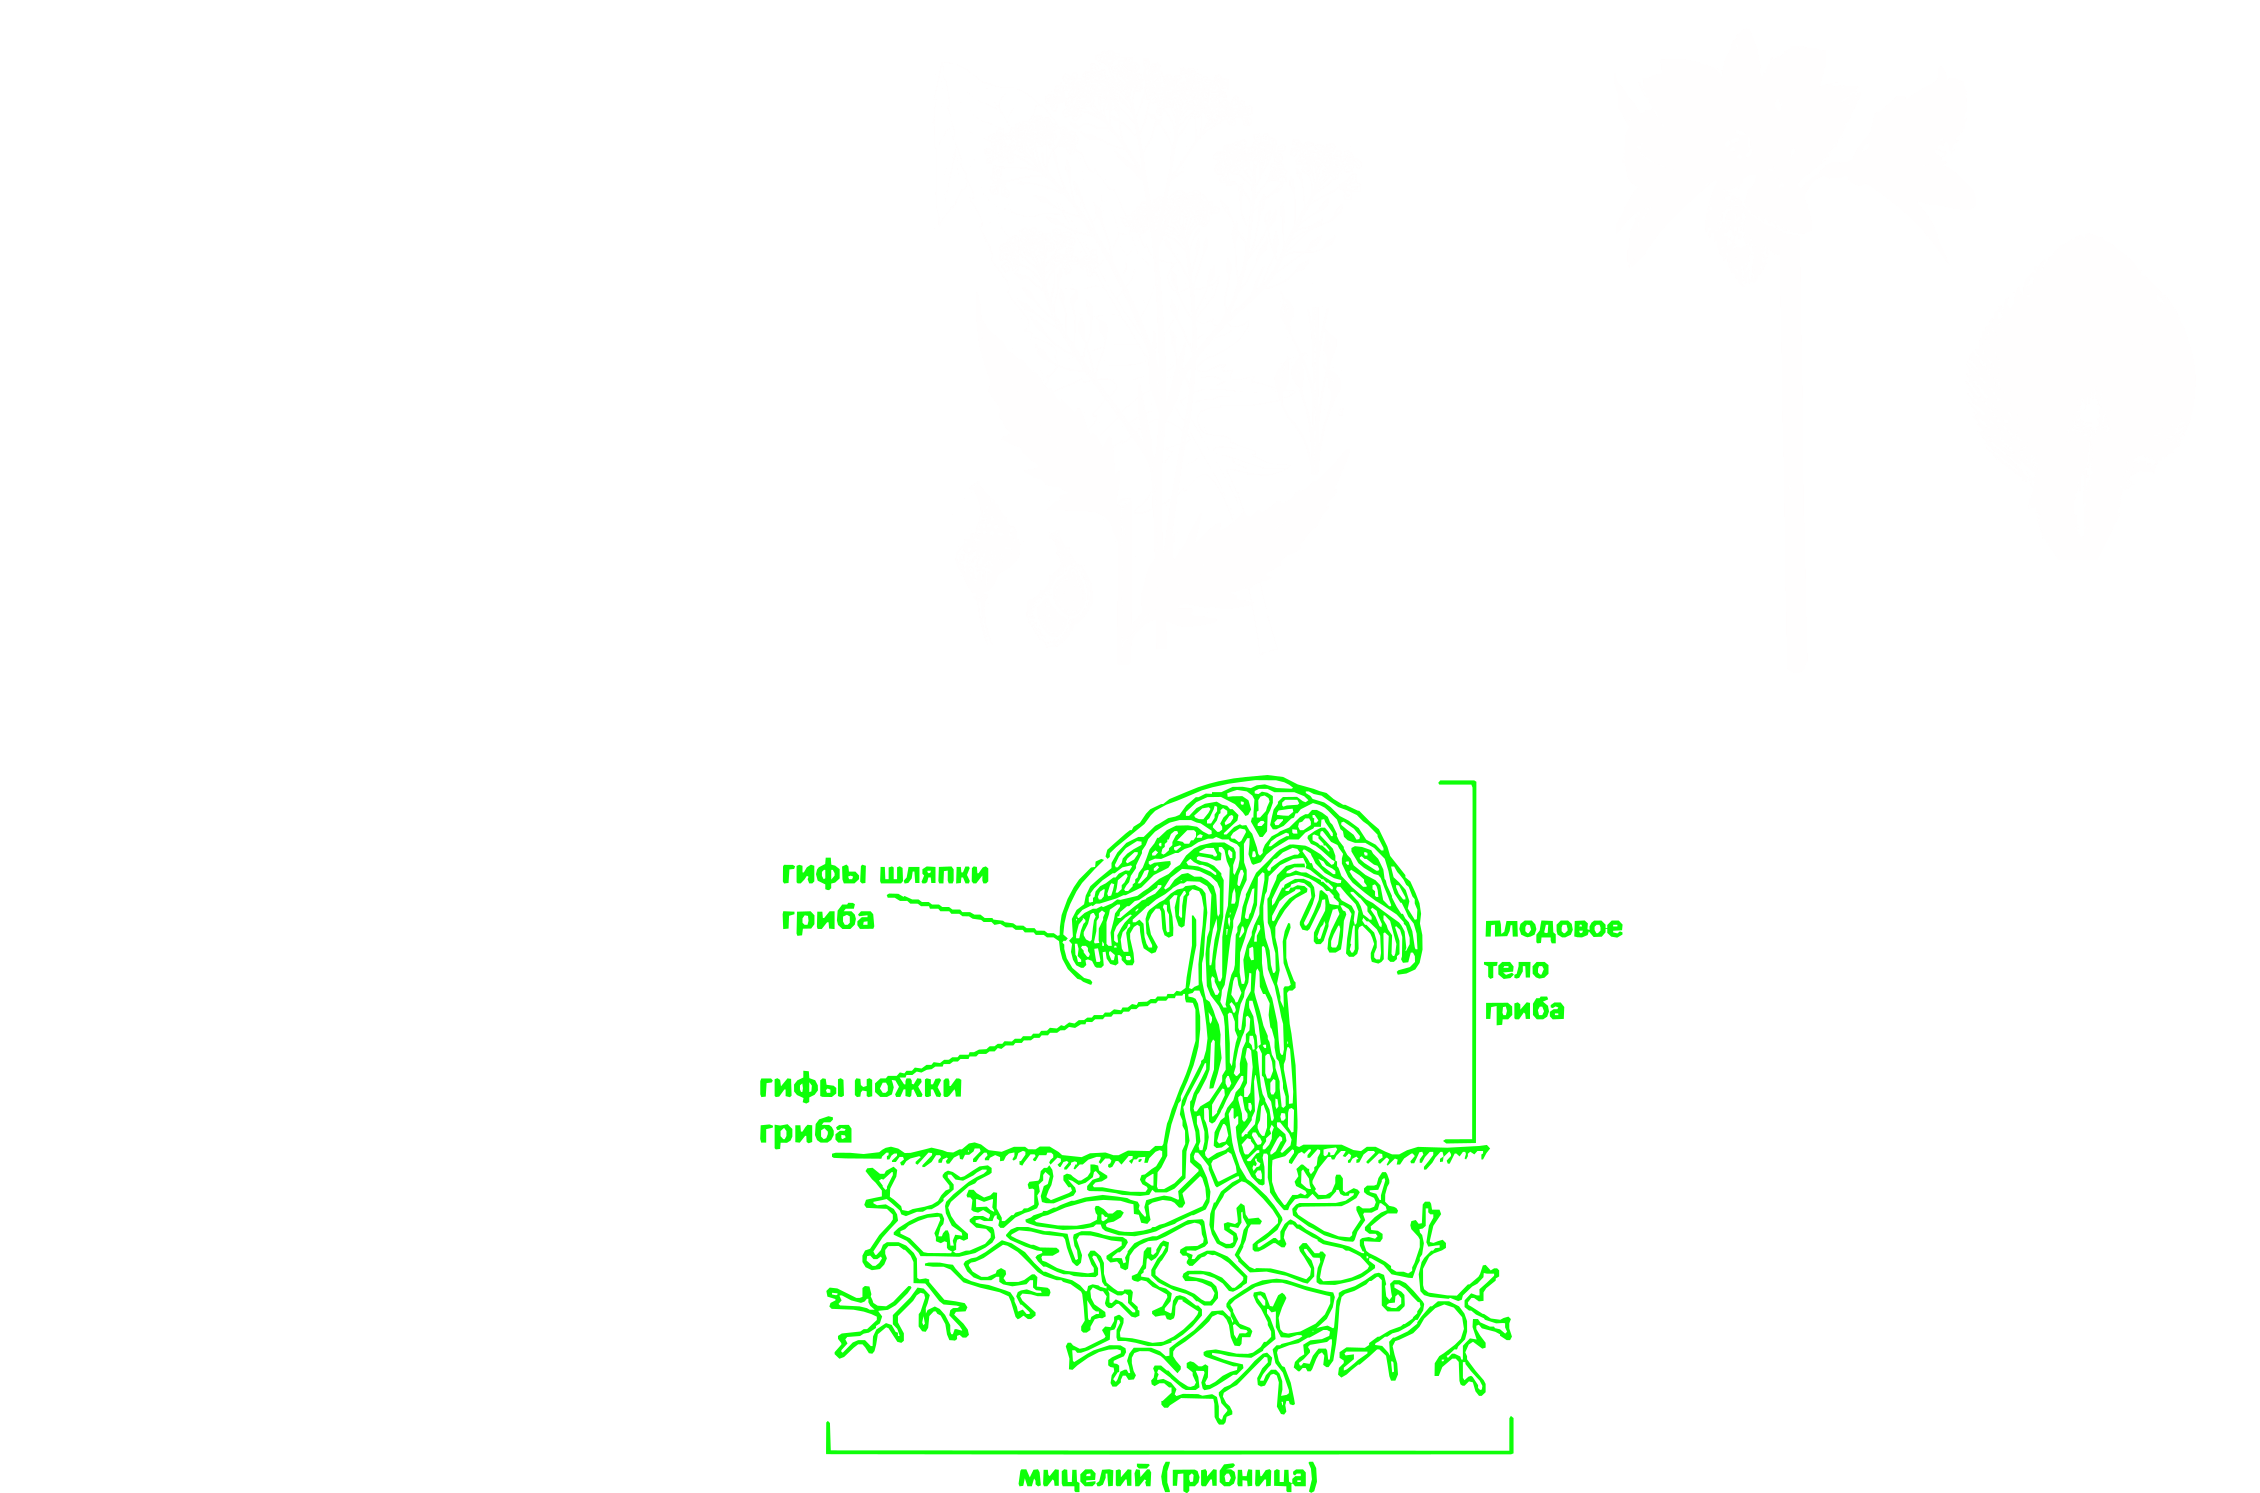 гифы шляпки
гриба
плодовое
тело
гриба
гифы ножки
гриба
мицелий (грибница)